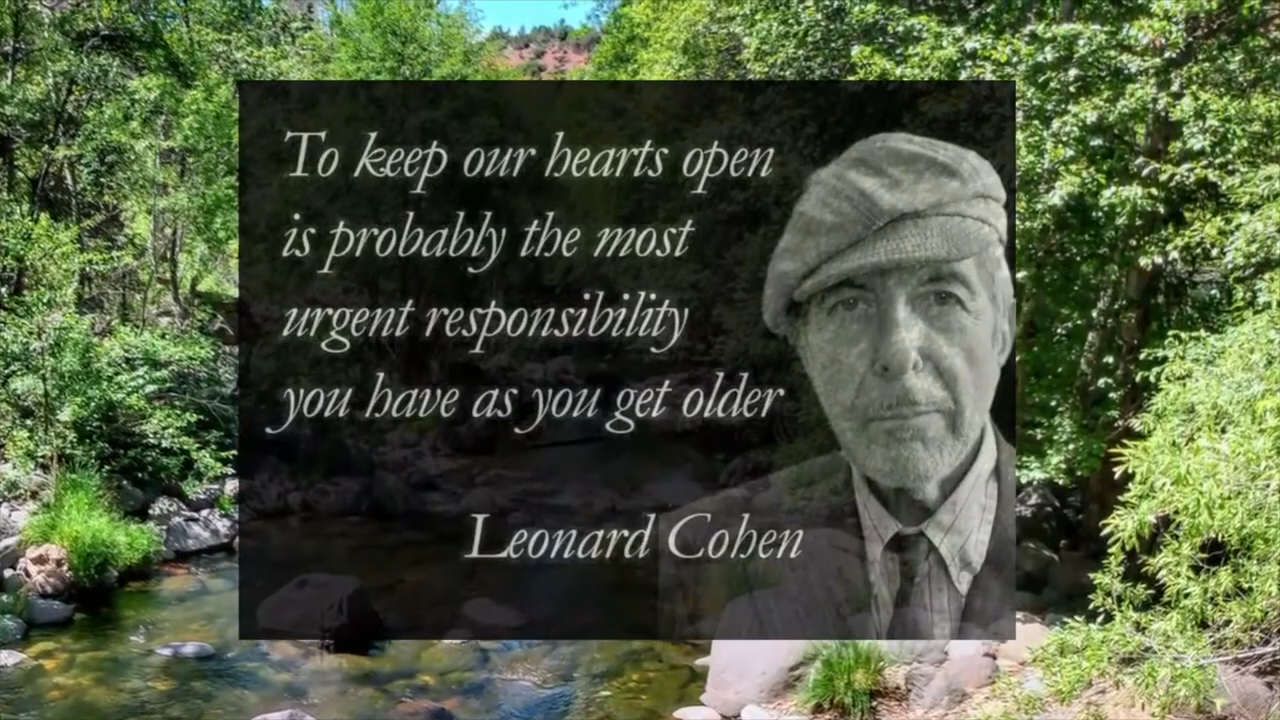 To keep our hearts open
is probably the most
urgent responsibility
you have as you get older
Leonard Cohen